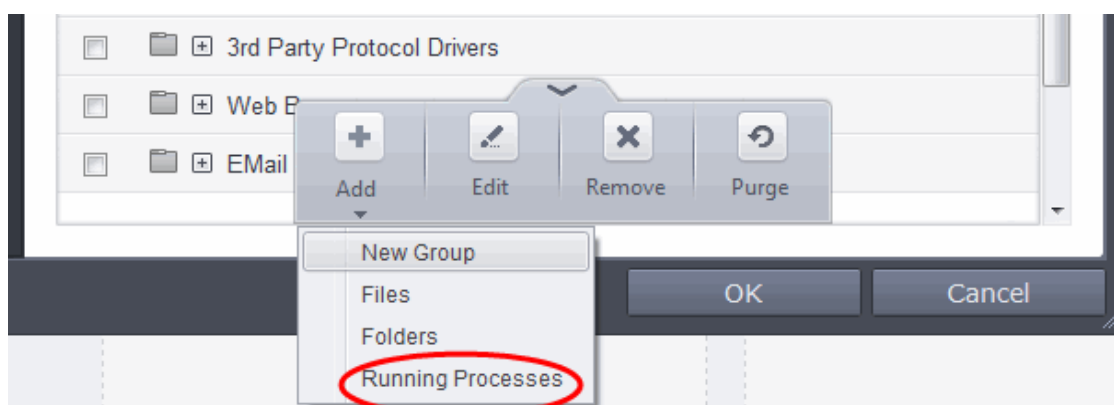 3rd Party Protocol Drivers
Web B
EMail
Add
Edit
Remove
Purge
New Group
Files
Folders
Running Processes
OK
Cancel